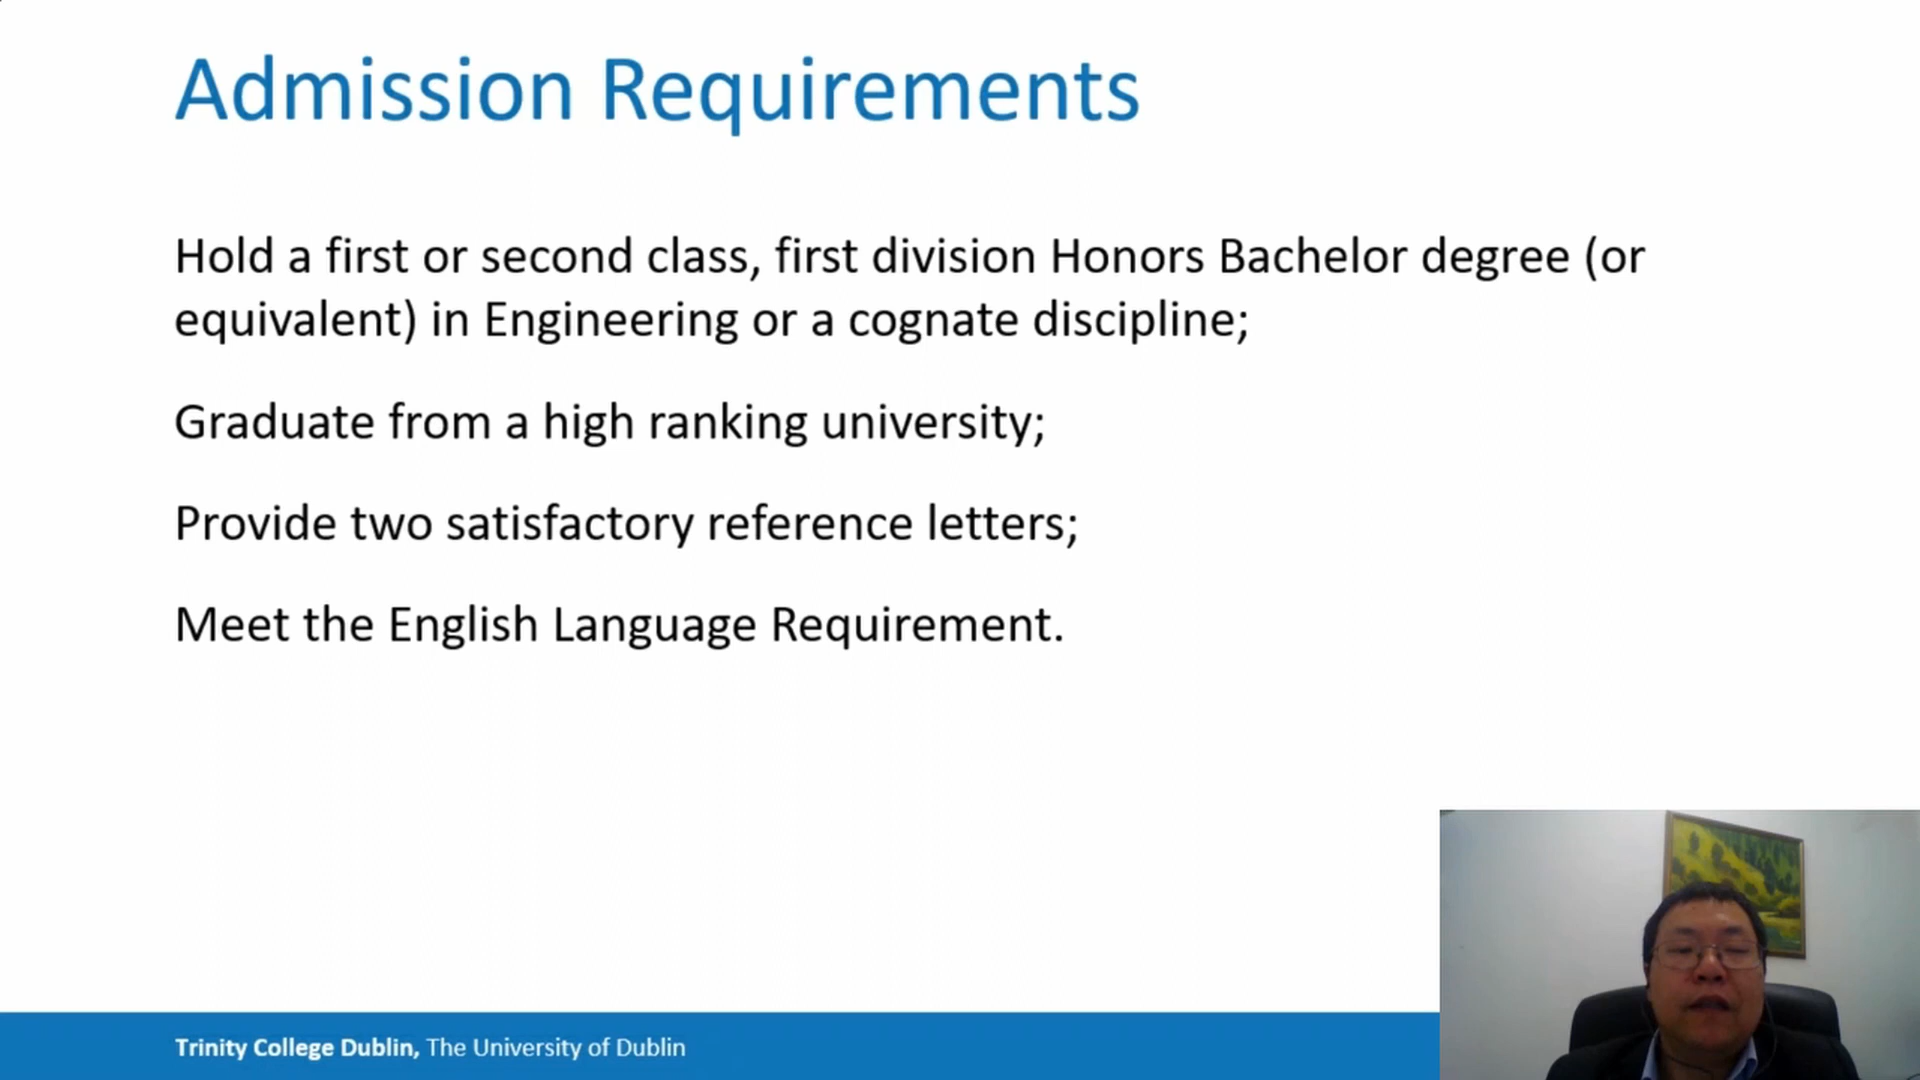 Admission Requirements
Hold a first or second class, first division Honors Bachelor degree (or
equivalent) in Engineering or a cognate discipline;
Graduate from a high ranking university;
Provide two satisfactory reference letters;
Meet the English Language Requirement.
Trinity College Dublin, The University of Dublin